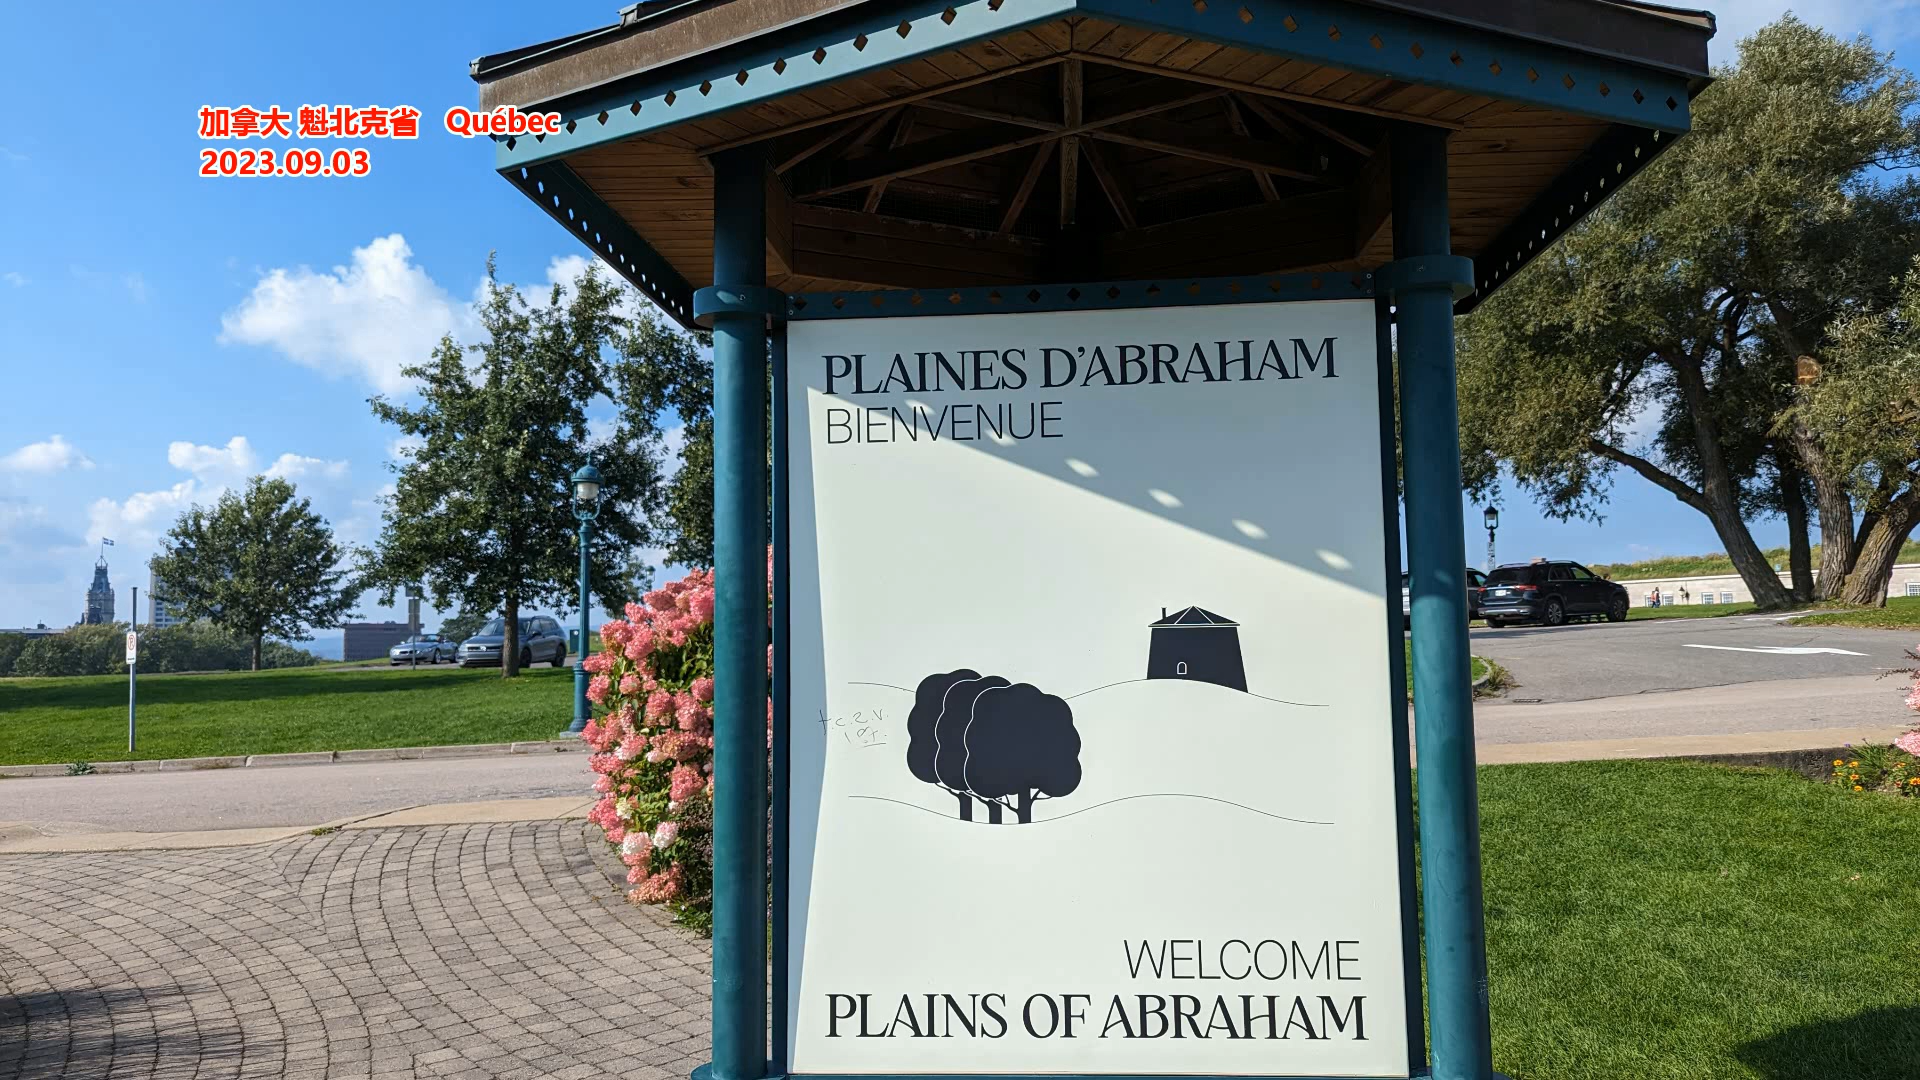 加拿大 魁北克省 Québec
2023.09.03
PLAINES D'ABRAHAM
BIENVENUE
WELCOME
PLAINS OF ABRAHAM